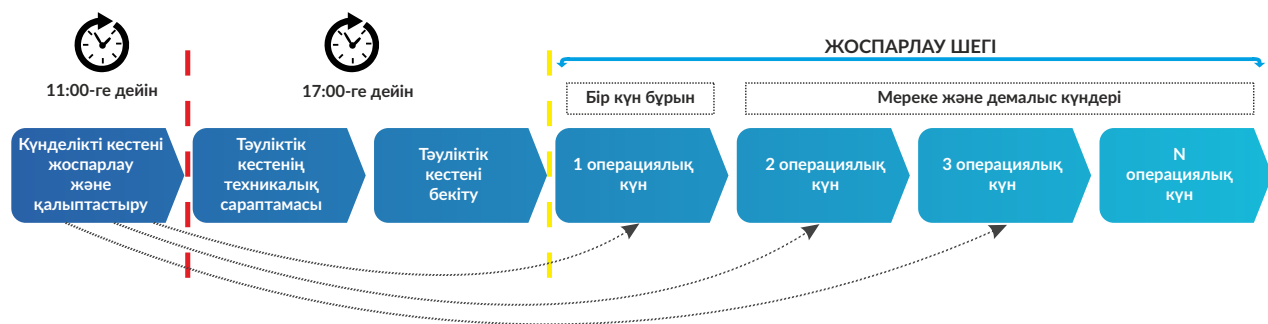 ЖОСПАРЛАУ ШЕГІ
11:00-ге дейін
17:00-ге дейін
Бір күн бұрын
Мереке және демалыс күндері
Күнделікті кестені
жоспарлау
және
қалыптастыру
Тәуліктік
кестенің
техникалық
сараптамасы
Тәуліктік
кестені
бекіту
1 операциялық
күн
2 операциялық
күн
3 операциялық
күн
N
операциялық
күн